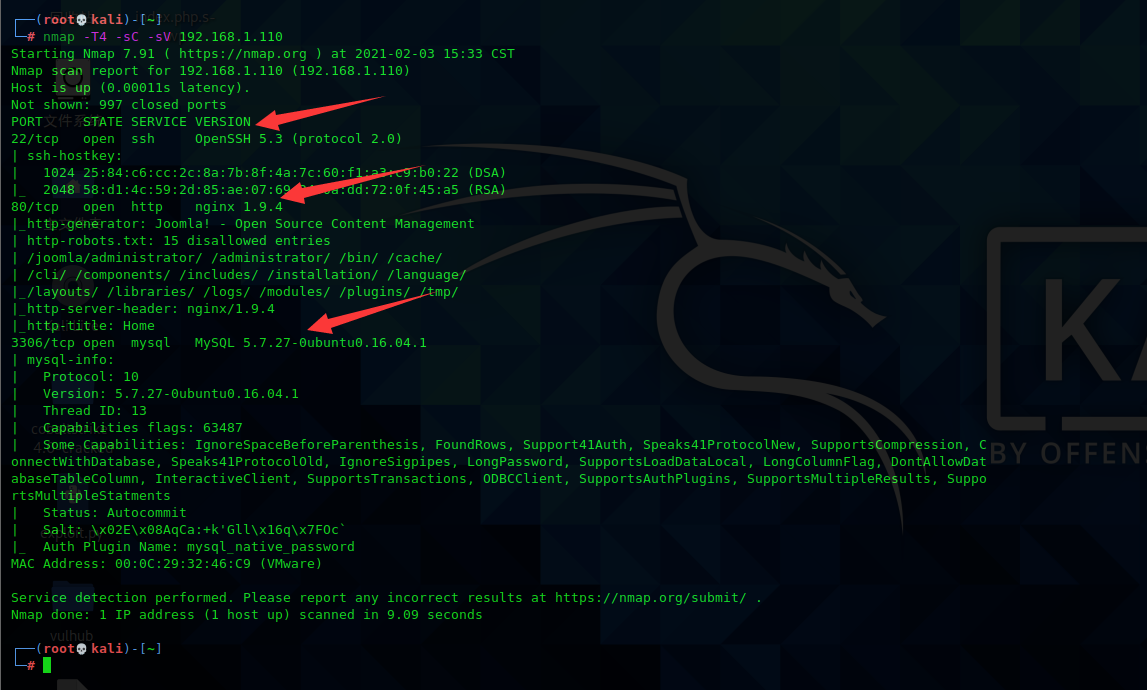 ┌──(root💀kali)-[~]
└─# nmap -T4 -sC -sV 192.168.1.110
Starting Nmap 7.91 ( https://nmap.org ) at 2021-02-03 15:33 CST
Nmap scan report for 192.168.1.110 (192.168.1.110)
Host is up (0.00011s latency).
Not shown: 997 closed ports
PORT     STATE SERVICE VERSION
22/tcp   open  ssh     OpenSSH 5.3 (protocol 2.0)
| ssh-hostkey:
|   1024 25:84:c6:cc:2c:8a:7b:8f:4a:7c:60:f1:a3:c9:b0:22 (DSA)
|_  2048 58:d1:4c:59:2d:85:ae:07:69 dd:72:0f:45:a5 (RSA)
80/tcp   open  http    nginx 1.9.4
|_http-generator: Joomla! - Open Source Content Management
| http-robots.txt: 15 disallowed entries
| /joomla/administrator/ /administrator/ /bin/ /cache/
| /cli/ /components/ /includes/ /installation/ /language/
|_/layouts/ /libraries/ /logs/ /modules/ /plugins/ /tmp/
|_http-server-header: nginx/1.9.4
|_http-title: Home
3306/tcp open  mysql   MySQL 5.7.27-0ubuntu0.16.04.1
| mysql-info:
|   Protocol: 10
|   Version: 5.7.27-0ubuntu0.16.04.1
|   Thread ID: 13
|   Capabilities flags: 63487
|   Some Capabilities: IgnoreSpaceBeforeParenthesis, FoundRows, Support41Auth, Speaks41ProtocolNew, SupportsCompression, C
onnectWithDatabase, Speaks41ProtocolOld, IgnoreSigpipes, LongPassword, SupportsLoadDataLocal, LongColumnFlag, DontAllowDat
abaseTableColumn, InteractiveClient, SupportsTransactions, ODBCClient, SupportsAuthPlugins, SupportsMultipleResults, Suppo
rtsMultipleStatments
|   Status: Autocommit
|   Salt: \x02E\x08AqCa:+k'Gll\x16q\x7FOc`
|_  Auth Plugin Name: mysql_native_password
MAC Address: 00:0C:29:32:46:C9 (VMware)
Service detection performed. Please report any incorrect results at https://nmap.org/submit/ .
Nmap done: 1 IP address (1 host up) scanned in 9.09 seconds
vulhub
┌──(root💀kali)-[~]
└─#
KA
BY OFFEN